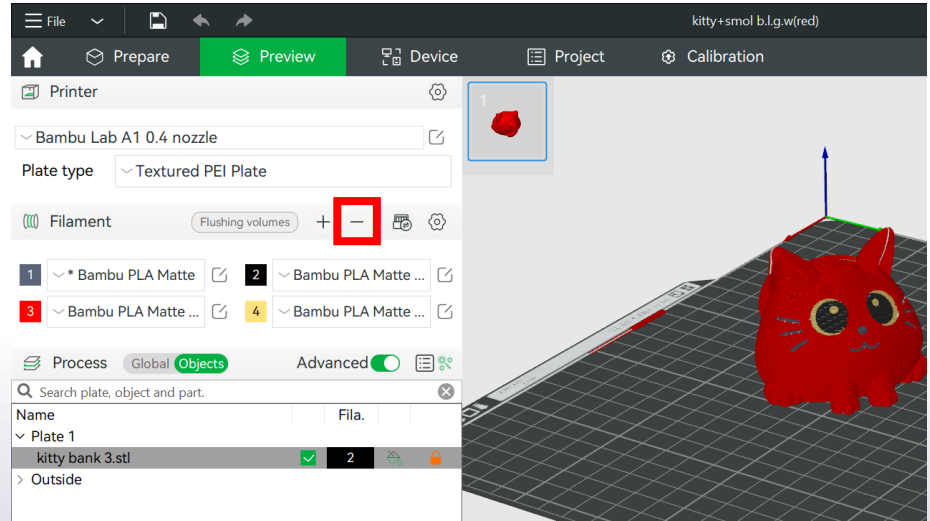 File
kitty+smol b.l.g.w(red)
Prepare
Preview
Device
Project
Calibration
Printer
Bambu Lab A1 0.4 nozzle
Plate type
Textured PEI Plate
Filament
Flushing volumes
1
* Bambu PLA Matte
2
Bambu PLA Matte ...
3
Bambu PLA Matte ...
4
Bambu PLA Matte ...
Process
Global
Objects
Advanced
Search plate, object and part.
Name
Fila.
Plate 1
kitty bank 3.stl
2
Outside
1